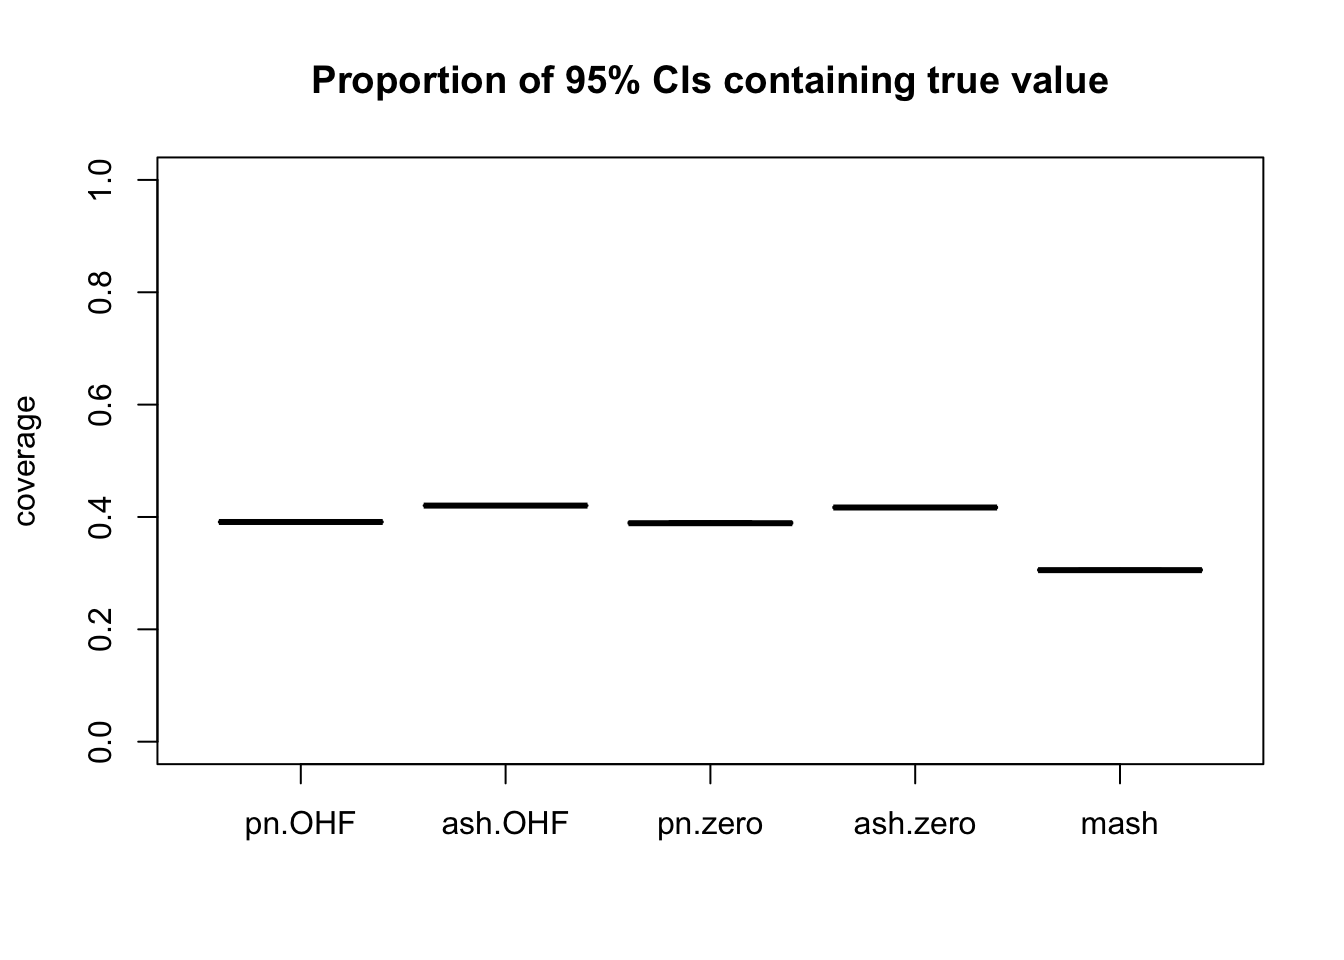 Proportion of 95% CIs containing true value
1.0
0.8
0.6
0.4
0.2
0.0
coverage
pn.OHF ash.OHF pn.zero ash.zero mash